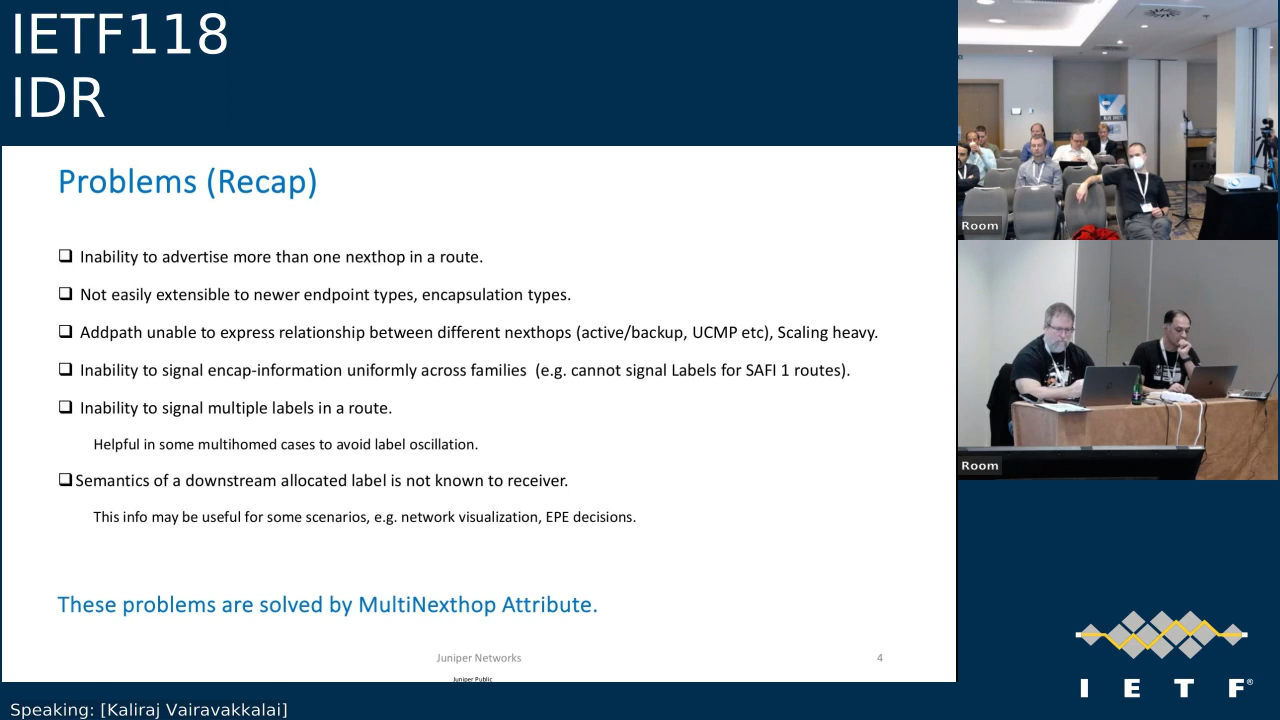 IETF118
IDR
Problems (Recap)
❑ Inability to advertise more than one nexthop in a route.
❑ Not easily extensible to newer endpoint types, encapsulation types.
❑ Addpath unable to express relationship between different nexthops (active/backup, UCMP etc), Scaling heavy.
❑ Inability to signal encap-information uniformly across families (e.g. cannot signal Labels for SAFI 1 routes).
❑ Inability to signal multiple labels in a route.
Helpful in some multihomed cases to avoid label oscillation.
❑ Semantics of a downstream allocated label is not known to receiver.
This info may be useful for some scenarios, e.g. network visualization, EPE decisions.
These problems are solved by MultiNexthop Attribute.
Juniper Networks
4
Juniper Public
Room
Room
I E T F®
Speaking: [Kaliraj Vairavakkalai]